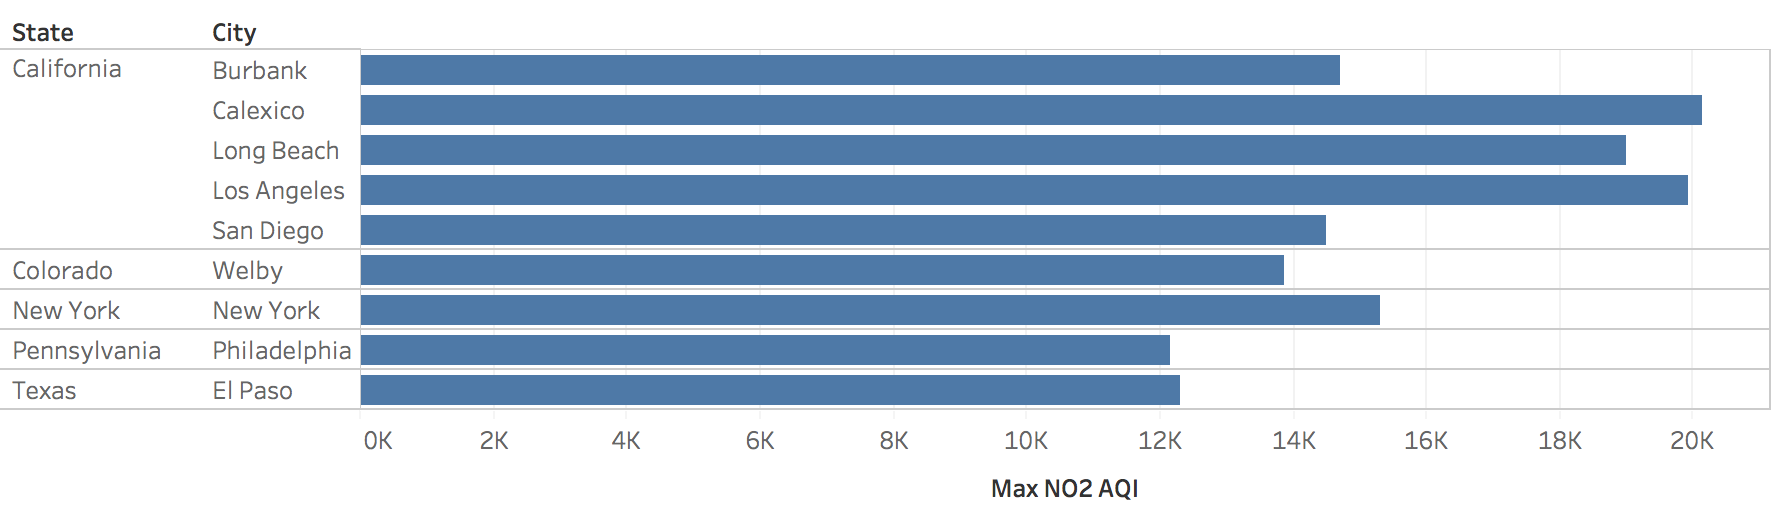 State City
California Burbank
Calexico
Long Beach
Los Angeles
San Diego
Colorado Welby
New York New York
Pennsylvania Philadelphia
Texas El Paso
0K 2K 4K 6K 8K 10K 12K 14K 16K 18K 20K
Max NO2 AQI